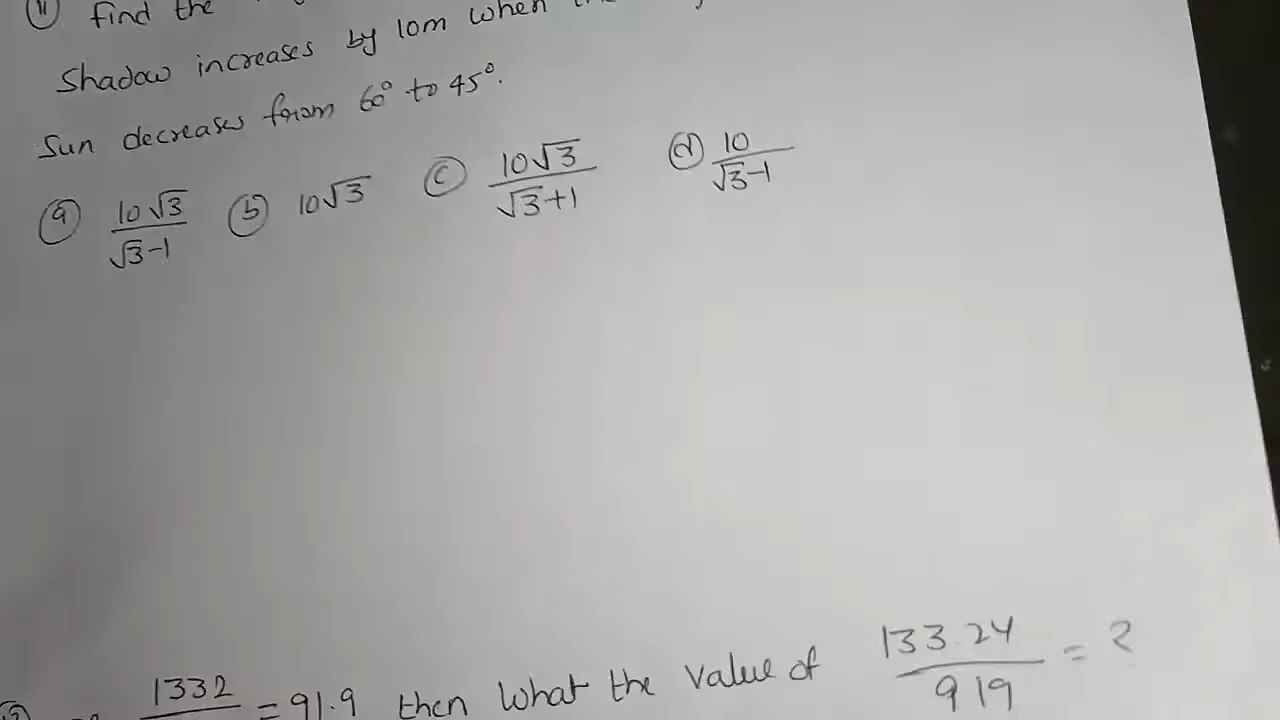 (11) find the
Shadow increases by 10m when
Sun decreases from 60° to 45°.
(a) 10√3/(√3-1) (b) 10√3 (c) 10√3/(√3+1) (d) 10/(√3-1)
1332 = 91.9 then what the value of 133.24/919 = ?